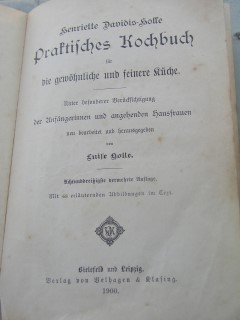 Henriette Davidis-Holle
Praktisches Kochbuch
für
die gewöhnliche und feinere Küche.
Unter besonderer Berücksichtigung
der Anfängerinnen und angehenden Hausfrauen
neu bearbeitet und herausgegeben
von
Luise Holle.
vermehrte Auflage.
Mit erläuternden Abbildungen im Text
VK
Bielefeld und Leipzig.
Verlag von Velhagen & Klasing.
1900.